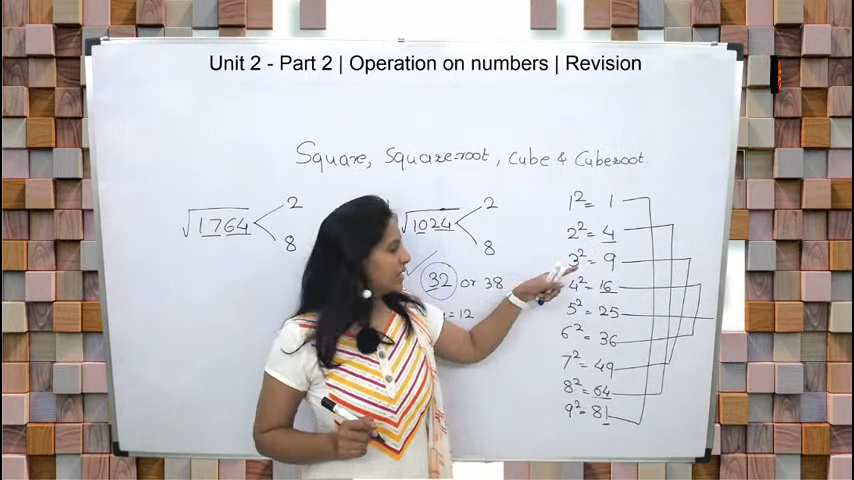 Unit 2 - Part 2 | Operation on numbers | Revision
Square, Squareroot, Cube & Cuberoot.
√1764 2
8
√1024 2
8
32 or 38
= 12
1² = 1
2² = 4
3² = 9
4² = 16
5² = 25
6² = 36
7² = 49
8² = 64
9² = 81